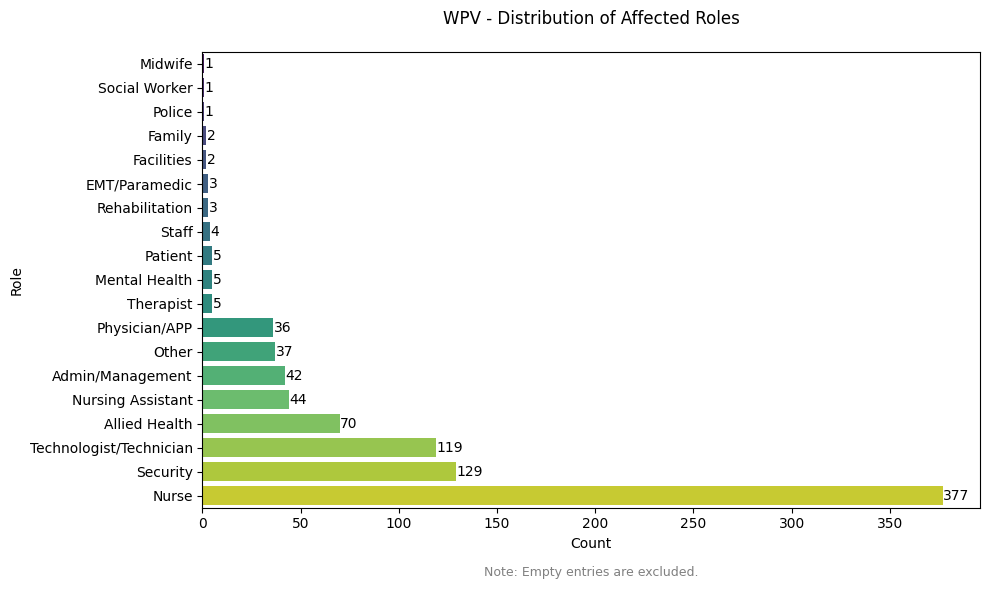 WPV - Distribution of Affected Roles
Role
Midwife 1
Social Worker 1
Police 1
Family 2
Facilities 2
EMT/Paramedic 3
Rehabilitation 3
Staff 4
Patient 5
Mental Health 5
Therapist 5
Physician/APP 36
Other 37
Admin/Management 42
Nursing Assistant 44
Allied Health 70
Technologist/Technician 119
Security 129
Nurse 377
0 50 100 150 200 250 300 350
Count
Note: Empty entries are excluded.